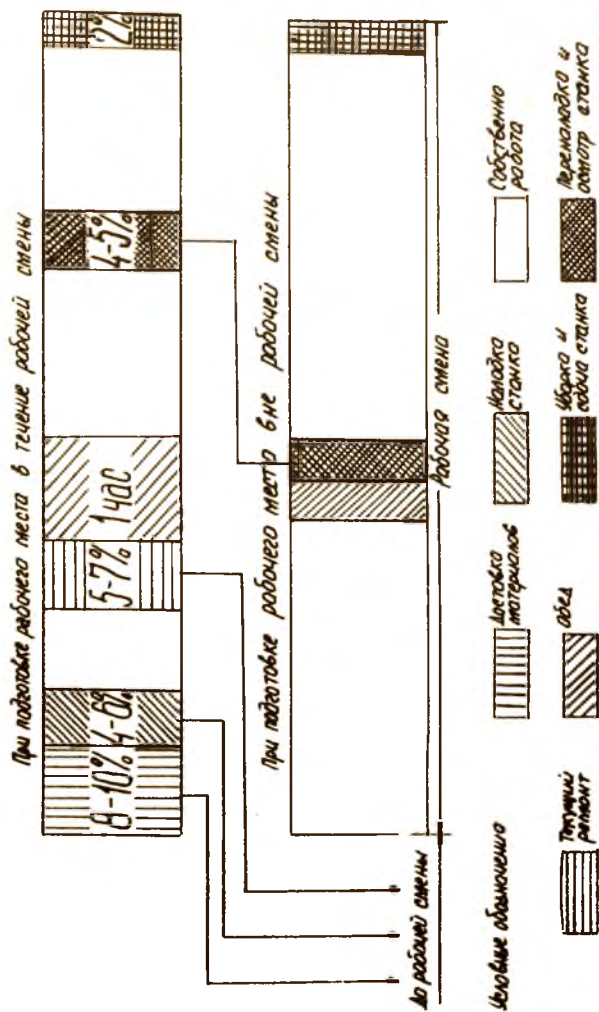 При подготовке рабочего места в течение рабочей смены
8-10%
4-6%
5-7%
1 час
4-5%
2%
При подготовке рабочего место вне рабочей смены
До рабочей смены
Рабочая смена
Условные обозначения
Доставка
материалов
Наладка
станка
Собственно
работа
Текущий
ремонт
Обед
Уборка и
сдача станка
Переналадка и
осмотр станка